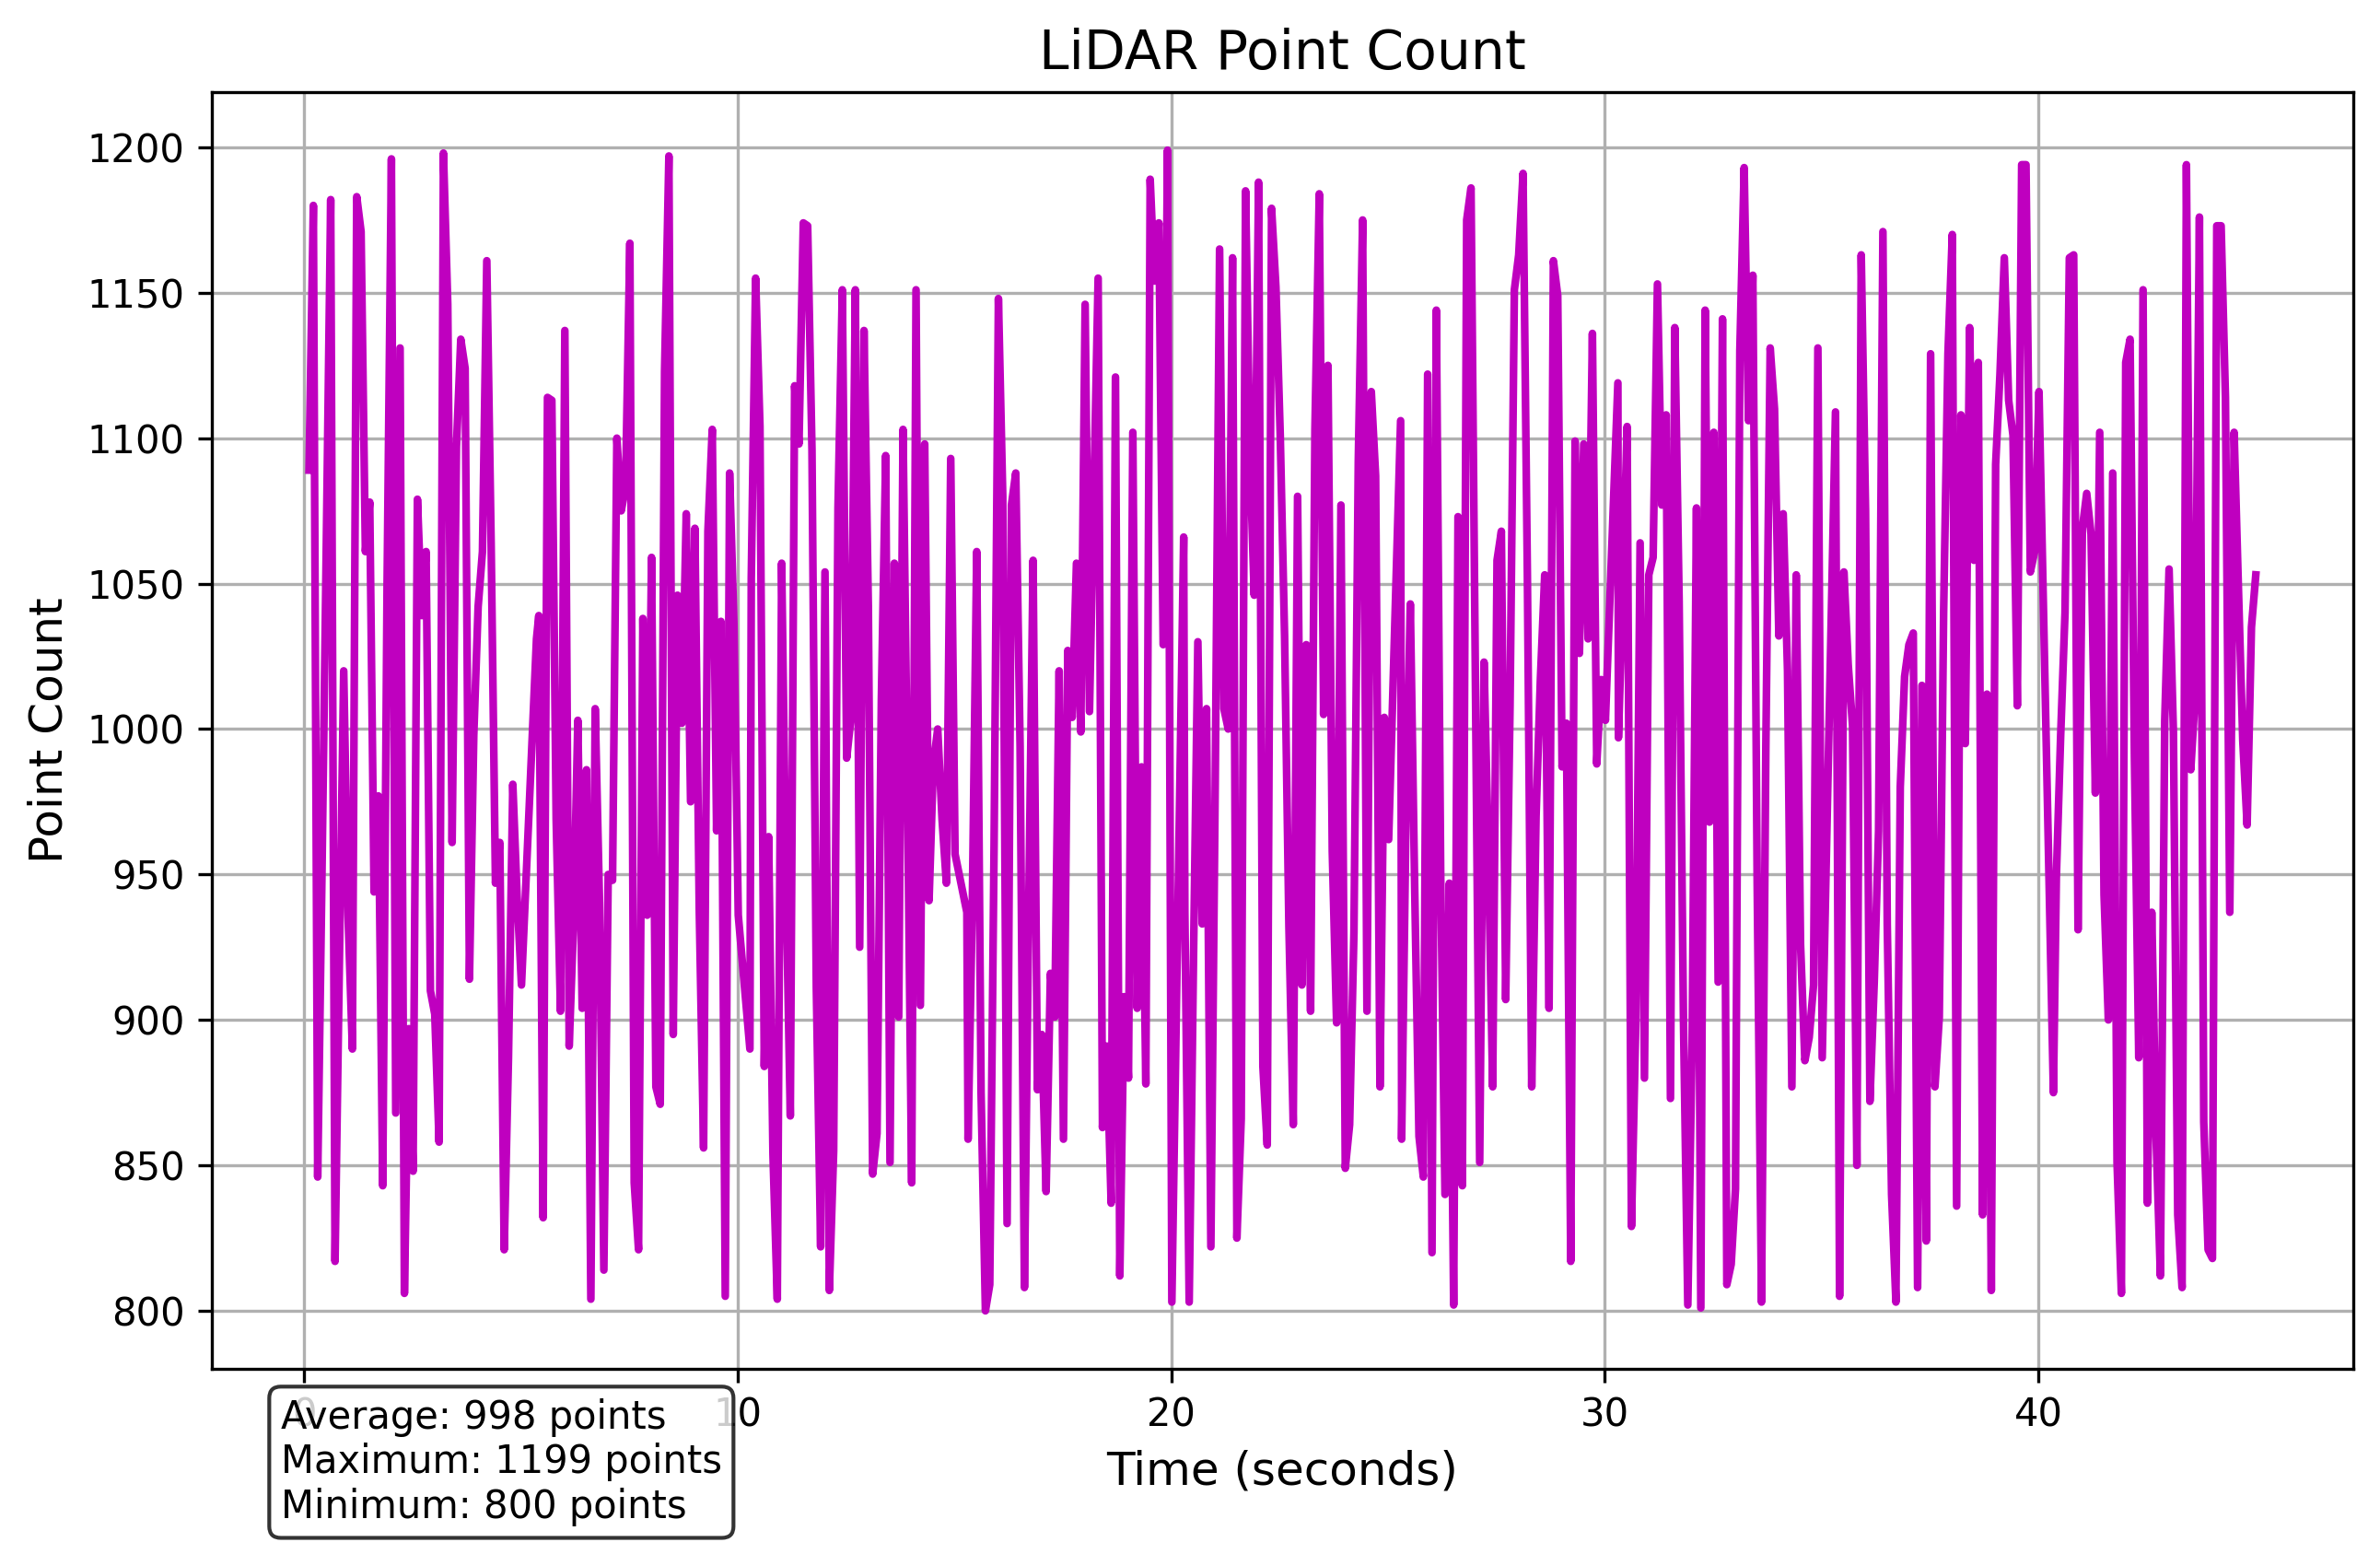 LiDAR Point Count
Point Count
1200
1150
1100
1050
1000
950
900
850
800
0
10
20
30
40
Time (seconds)
Average: 998 points
Maximum: 1199 points
Minimum: 800 points